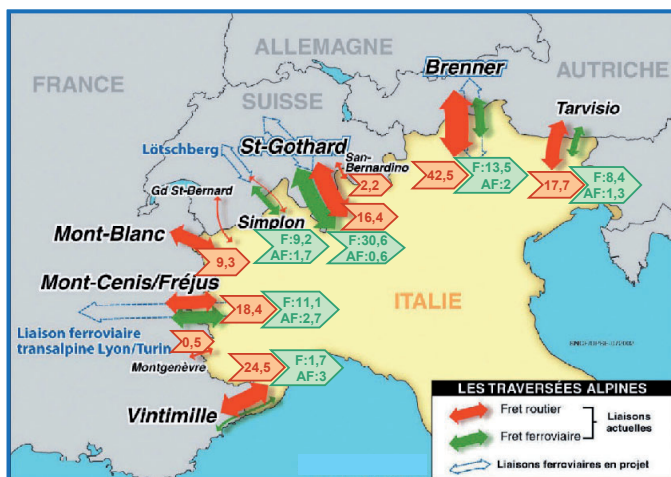 ALLEMAGNE
FRANCE
SUISSE
AUTRICHE
Brenner
Tarvisio
Lötschberg
St-Gothard
San-
Bernardino
Gd St-Bernard
Simplon
2,2
16,4
42,5
F:13,5
AF:2
17,7
F:8,4
AF:1,3
Mont-Blanc
9,3
F:9,2
AF:1,7
F:30,6
AF:0,6
Mont-Cenis/Fréjus
18,4
F:11,1
AF:2,7
ITALIE
Liaison ferroviaire
transalpine Lyon/Turin
0,5
Montgenèvre
24,5
F:1,7
AF:3
Vintimille
LES TRAVERSÉES ALPINES
Fret routier
Fret ferroviaire
Liaisons
actuelles
Liaisons ferroviaires en projet